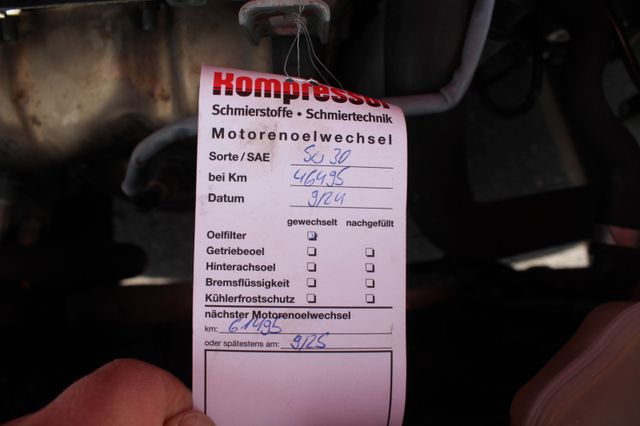 Kompressol
Schmierstoffe • Schmiertechnik
Motorenoelwechsel
Sorte/SAE 5W30
bei Km 46495
Datum 9/24
gewechselt nachgefüllt
Oelfilter
Getriebeoel
Hinterachsoel
Bremsflüssigkeit
Kühlerfrostschutz
nächster Motorenoelwechsel
km: 61495
oder spätestens am: 9/25